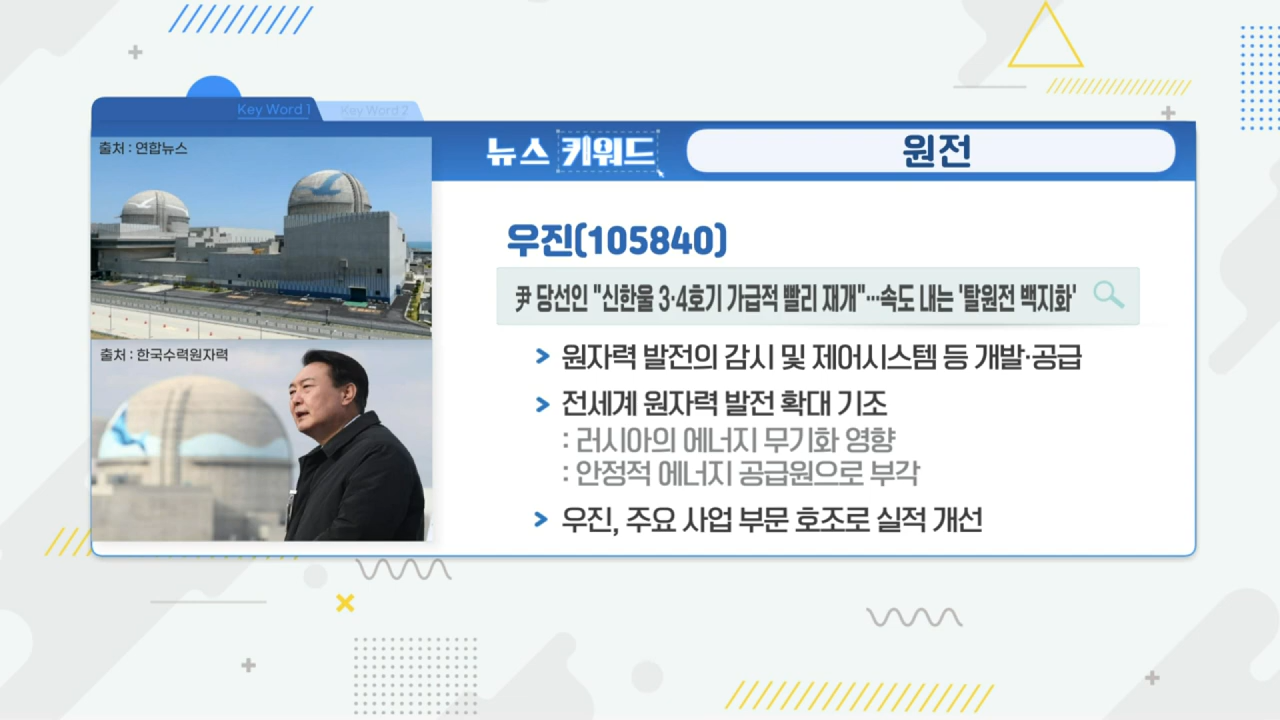 Key Word 1 Key Word 2
출처 : 연합뉴스
뉴스 키워드 원전
우진(105840)
尹 당선인 "신한울 3·4호기 가급적 빨리 재개"…속도 내는 '탈원전 백지화'
출처 : 한국수력원자력
> 원자력 발전의 감시 및 제어시스템 등 개발·공급
> 전세계 원자력 발전 확대 기조
: 러시아의 에너지 무기화 영향
: 안정적 에너지 공급원으로 부각
> 우진, 주요 사업 부문 호조로 실적 개선